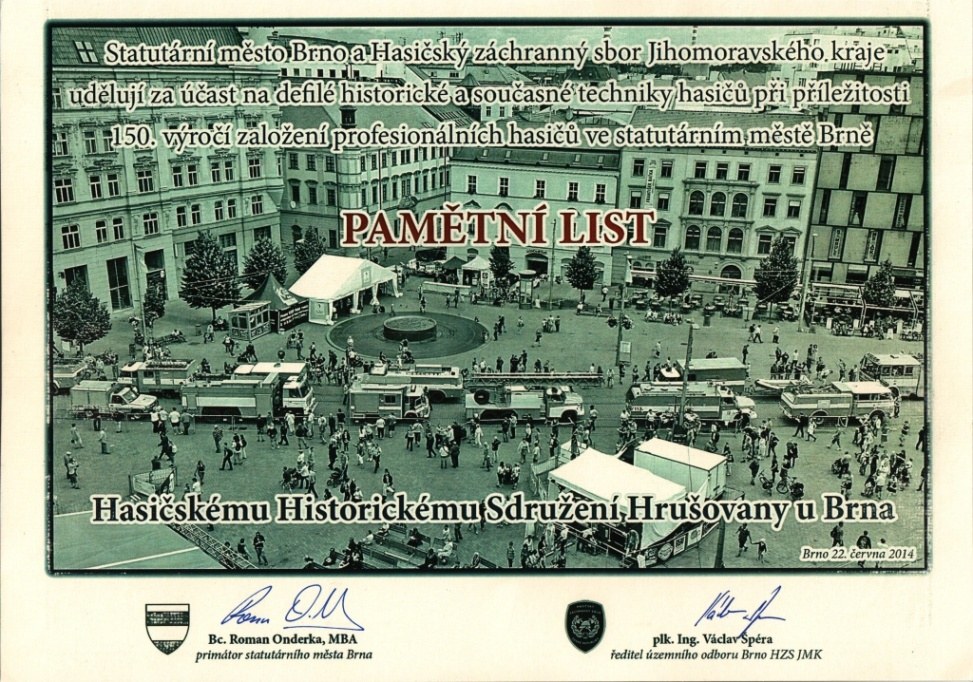 Statutární město Brno a Hasičský záchranný sbor Jihomoravského kraje
udělují za účast na defilé historické a současné techniky hasičů při příležitosti
150. výročí založení profesionálních hasičů ve statutárním městě Brně
PAMĚTNÍ LIST
Hasičskému Historickému Sdružení Hrušovany u Brna
Brno 22. června 2014
Bc. Roman Onderka, MBA
primátor statutárního města Brna
plk. Ing. Václav Špéra
ředitel územního odboru Brno HZS JMK